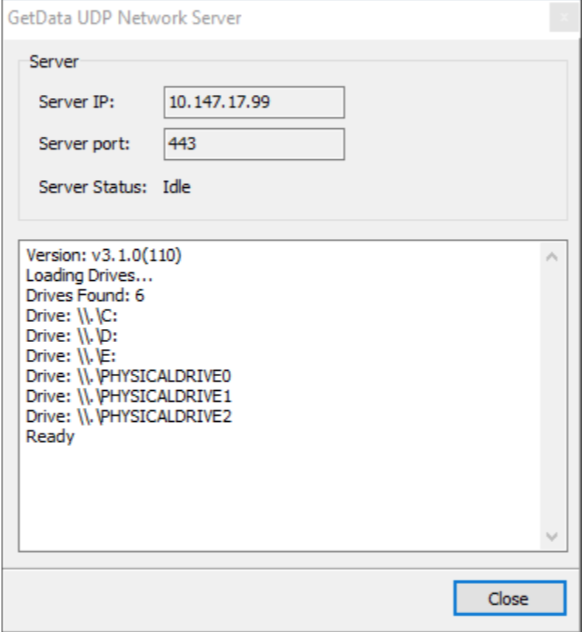 GetData UDP Network Server
Server
Server IP: 10.147.17.99
Server port: 443
Server Status: Idle
Version: v3.1.0(110)
Loading Drives...
Drives Found: 6
Drive: \\.\C:
Drive: \\.\D:
Drive: \\.\E:
Drive: \\.\PHYSICALDRIVE0
Drive: \\.\PHYSICALDRIVE1
Drive: \\.\PHYSICALDRIVE2
Ready
Close